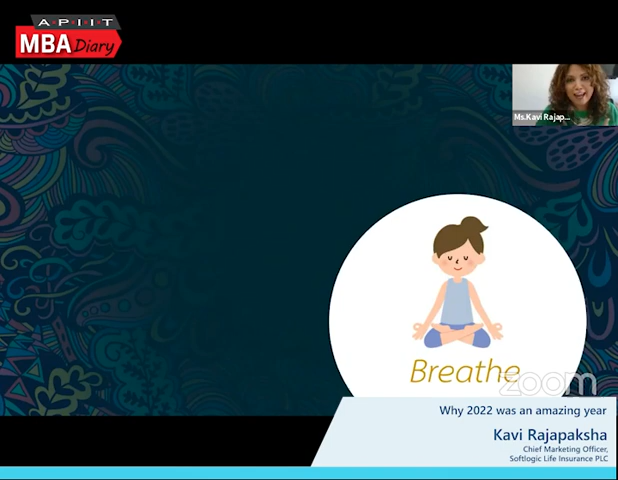 APIIT
MBA Diary
Ms.Kavi Rajap...
Breathe
zoom
Why 2022 was an amazing year
Kavi Rajapaksha
Chief Marketing Officer,
Softlogic Life Insurance PLC